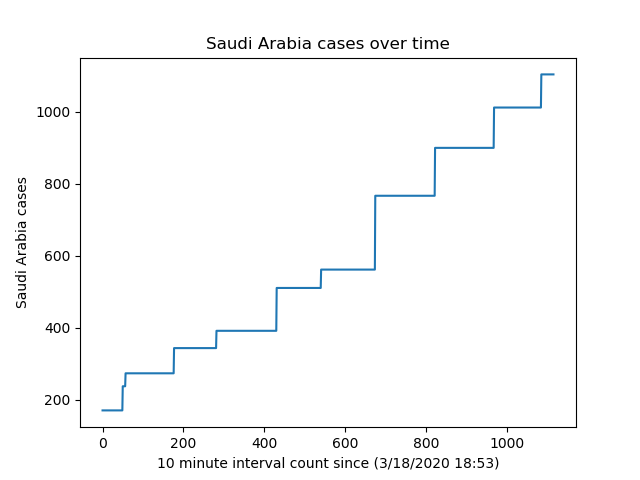 Saudi Arabia cases over time
1000
800
600
400
200
Saudi Arabia cases
0 200 400 600 800 1000
10 minute interval count since (3/18/2020 18:53)